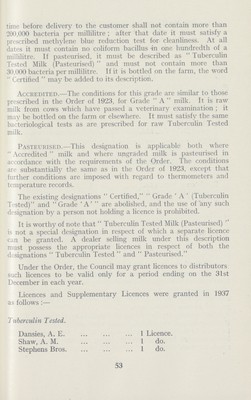 time before delivery to the customer shall not contain more than
200,000 bacteria per millilitre; after that date it must satisfy a
prescribed methylene blue reduction test for cleanliness. At all
dates it must contain no coliform bacillus in one hundredth of a
millilitre. If pasteurised, it must be described as "Tuberculin
Tested Milk (Pasteurised)" and must not contain more than
30,000 bacteria per millilitre. If it is bottled on the farm, the word
"Certified" may be added to its description.
ACCREDITED.—The conditions for this grade are similar to those
prescribed in the Order of 1923, for Grade "A" milk. It is raw
milk from cows which have passed a veterinary examination; it
may be bottled on the farm or elsewhere. It must satisfy the same
bacteriological tests as are prescribed for raw Tuberculin Tested
milk.
PASTEURISED.—This designation is applicable both where
"Accredited" milk and where ungraded milk is pasteurised in
accordance with the requirements of the Order. The conditions
are substantially the same as in the Order of 1923, except that
further conditions are imposed with regard to thermometers and
temperature records.
The existing designations "Certified," "Grade 'A' (Tuberculin
Tested)" and "Grade 'A'" are abolished, and the use of any such
designation by a person not holding a licence is prohibited.
It is worthy of note that "Tuberculin Tested Milk (Pasteurised)"
is not a special designation in respect of which a separate licence
can be granted. A dealer selling milk under this description
must possess the appropriate licences in respect of both the
designations "Tuberculin Tested" and "Pasteurised."
Under the Order, the Council may grant licences to distributors
such licences to be valid only for a period ending on the 31st
December in each year.
Licences and Supplementary Licences were granted in 1937
as follows :—
Tuberculin Tested.
Dansies, A. E. ... ... ... 1 Licence.
Shaw, A. M. ... ... ... 1 do.
Stephens Bros. ... ... ... 1 do.
53